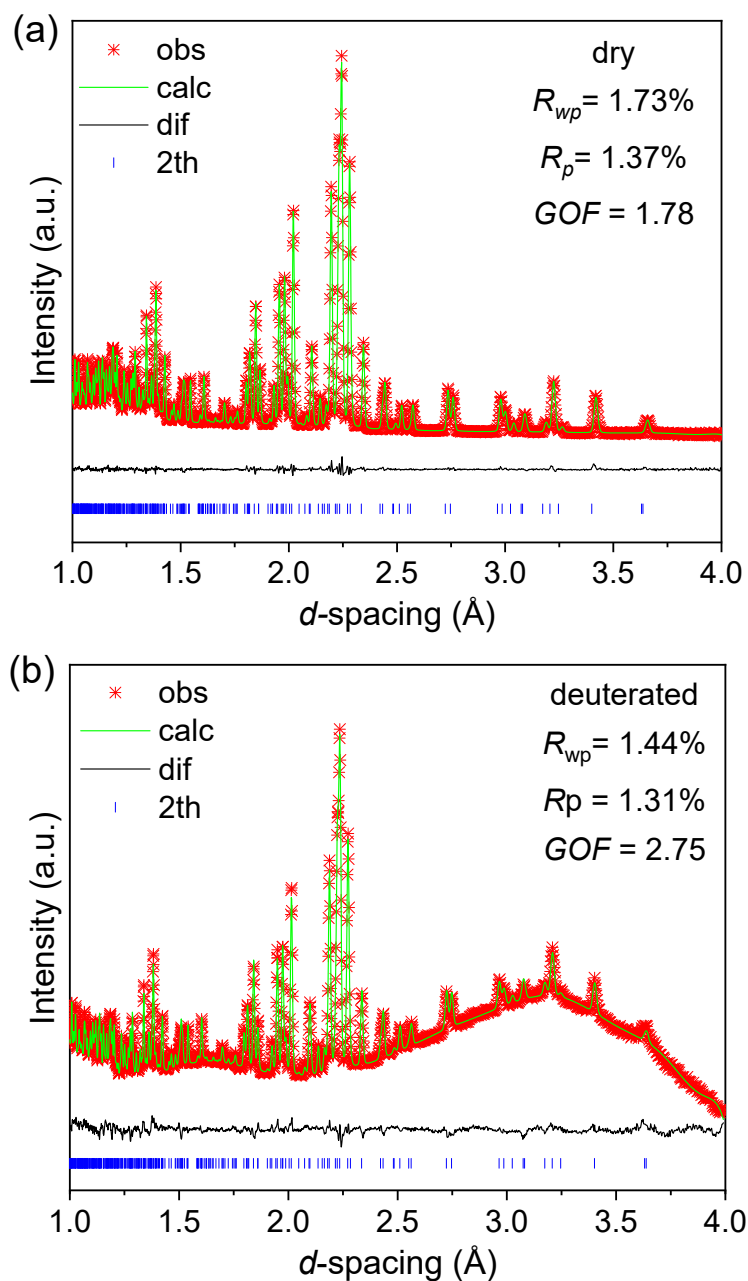 (a)
obs
calc
dif
2th
dry
Rwp= 1.73%
Rp= 1.37%
GOF = 1.78
Intensity (a.u.)
1.0 1.5 2.0 2.5 3.0 3.5 4.0
d-spacing (Å)
(b)
obs
calc
dif
2th
deuterated
Rwp= 1.44%
Rp = 1.31%
GOF = 2.75
Intensity (a.u.)
1.0 1.5 2.0 2.5 3.0 3.5 4.0
d-spacing (Å)